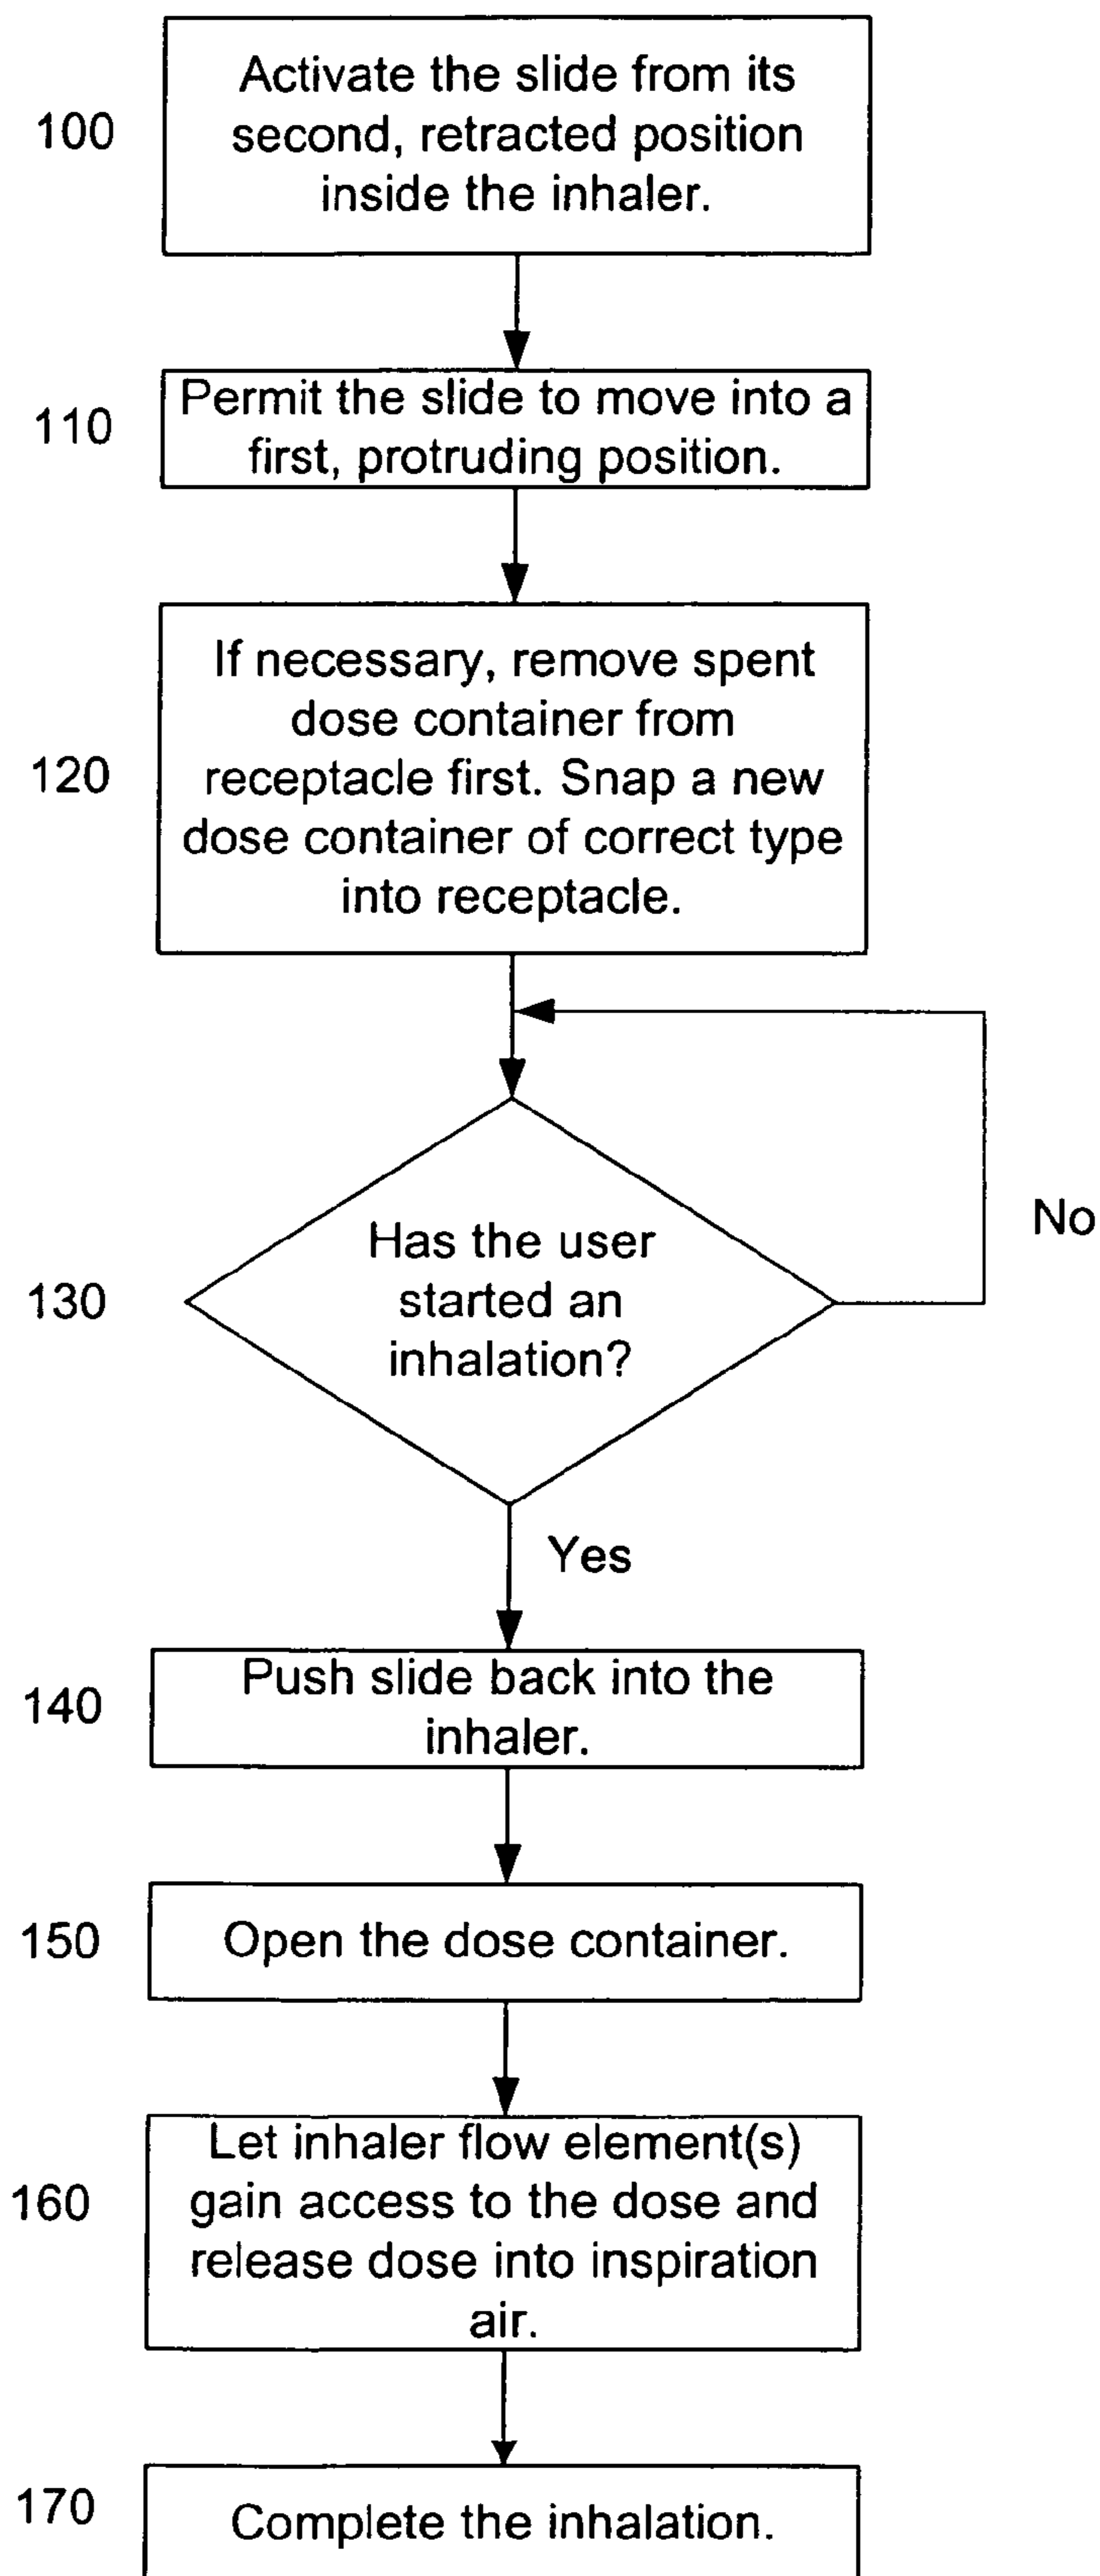 100
Activate the slide from its
second, retracted position
inside the inhaler.
110
Permit the slide to move into a
first, protruding position.
120
If necessary, remove spent
dose container from
receptacle first. Snap a new
dose container of correct type
into receptacle.
130
Has the user
started an
inhalation?
No
Yes
140
Push slide back into the
inhaler.
150
Open the dose container.
160
Let inhaler flow element(s)
gain access to the dose and
release dose into inspiration
air.
170
Complete the inhalation.